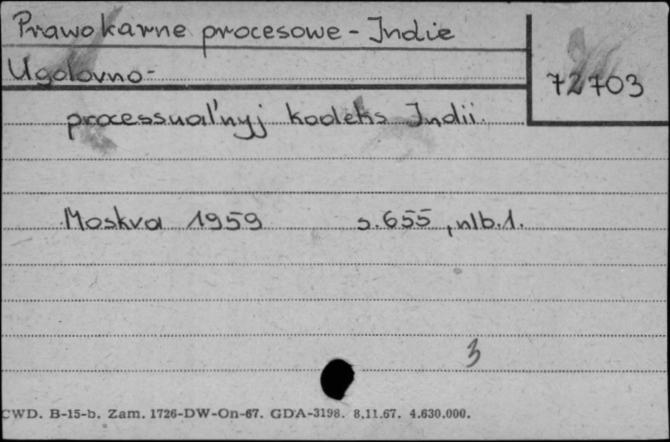 Prawo karne procesowe - Indie
Ugolovno-
72703
processual'nyj kodeks Indii.
Moskva 1959 s. 655, nlb. 1.
3
CWD. B-15-b. Zam. 1726-DW-On-67. GDA-3198. 8.11.67. 4.630.000.